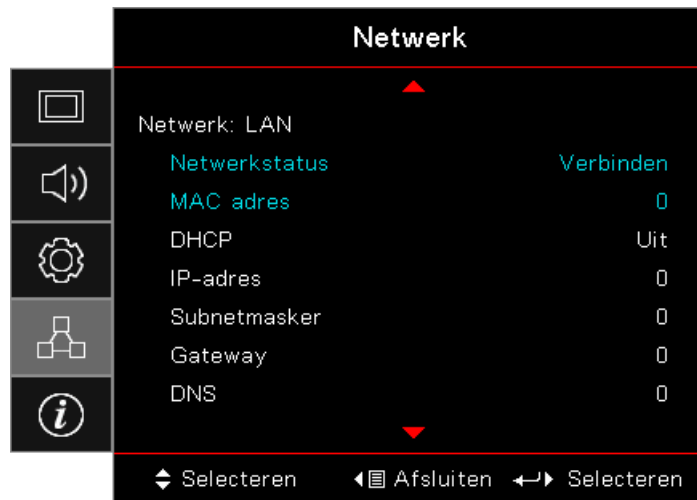 Netwerk
Netwerk: LAN
Netwerkstatus Verbinden
MAC adres 0
DHCP Uit
IP-adres 0
Subnetmasker 0
Gateway 0
DNS 0
Selecteren Afsluiten Selecteren